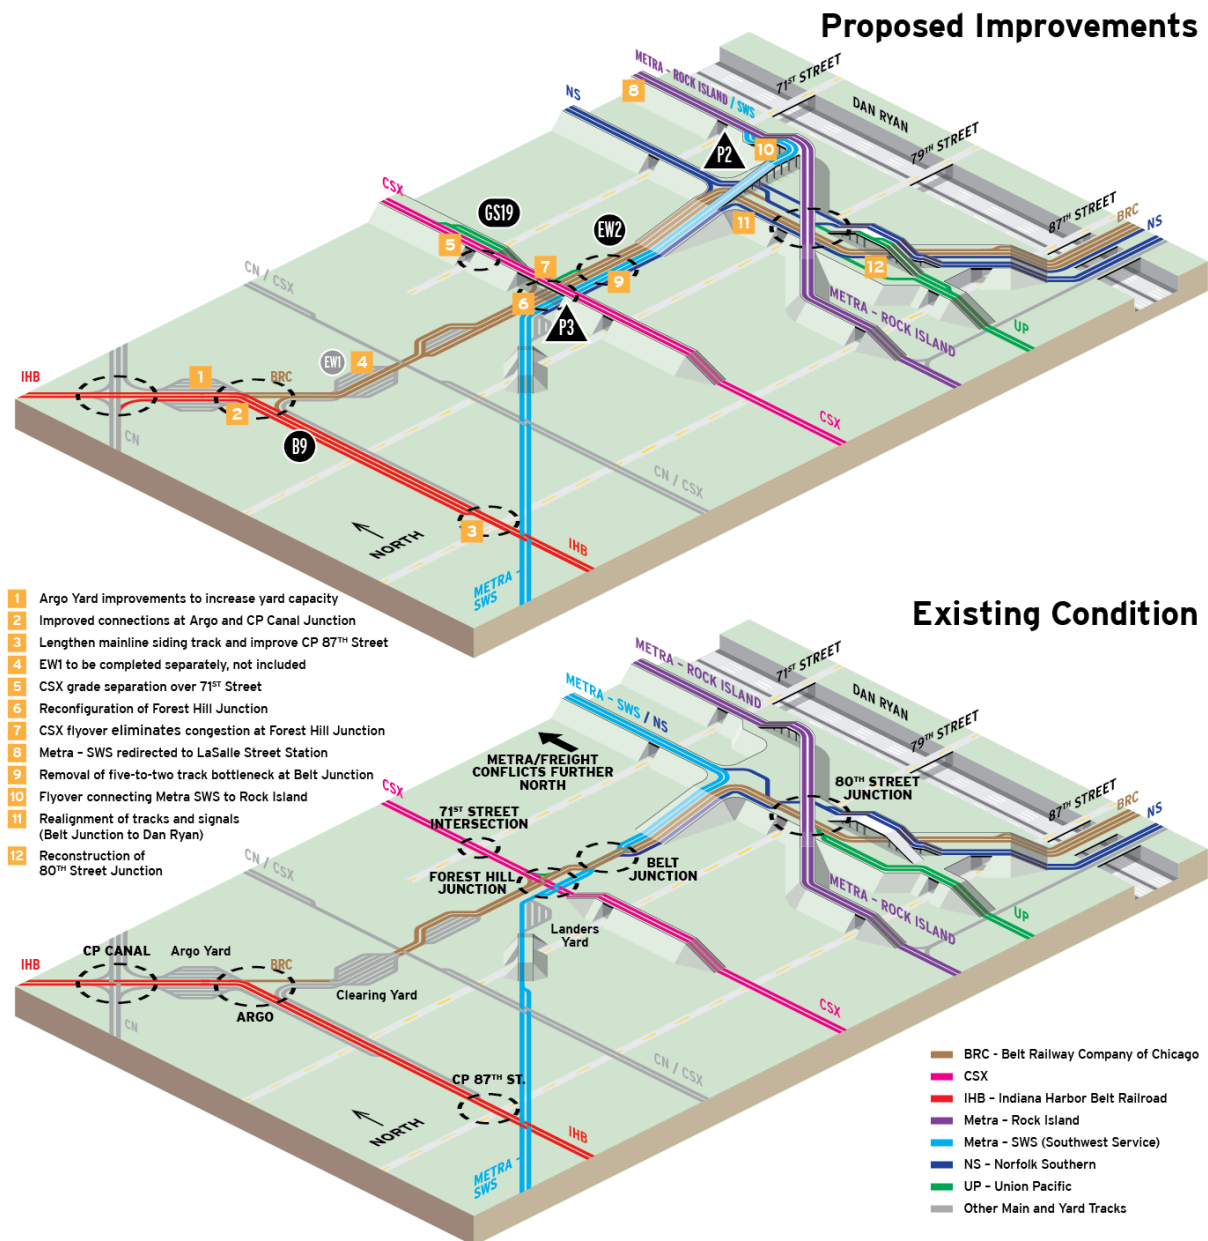 Proposed Improvements
METRA – ROCK ISLAND / SWS
71ST STREET
DAN RYAN
79TH STREET
87TH STREET
BRC
NS
NS
8
10
P2
CSX
GS19
5
EW2
11
12
7
9
6
P3
CN / CSX
METRA – ROCK ISLAND
UP
EW1
4
IHB
1
BRC
2
CN
B9
CSX
CN / CSX
3
NORTH
IHB
METRA – SWS
1 Argo Yard improvements to increase yard capacity
2 Improved connections at Argo and CP Canal Junction
3 Lengthen mainline siding track and improve CP 87TH Street
4 EW1 to be completed separately, not included
5 CSX grade separation over 71ST Street
6 Reconfiguration of Forest Hill Junction
7 CSX flyover eliminates congestion at Forest Hill Junction
8 Metra – SWS redirected to LaSalle Street Station
9 Removal of five-to-two track bottleneck at Belt Junction
10 Flyover connecting Metra SWS to Rock Island
11 Realignment of tracks and signals
(Belt Junction to Dan Ryan)
12 Reconstruction of
80TH Street Junction
Existing Condition
METRA – ROCK ISLAND
71ST STREET
DAN RYAN
79TH STREET
87TH STREET
BRC
NS
METRA – SWS / NS
METRA/FREIGHT
CONFLICTS FURTHER
NORTH
80TH STREET
JUNCTION
CSX
71ST STREET
INTERSECTION
FOREST HILL
JUNCTION
BELT
JUNCTION
CN / CSX
METRA – ROCK ISLAND
UP
Landers
Yard
CP CANAL
Argo Yard
IHB
BRC
Clearing Yard
CN
ARGO
CSX
CN / CSX
CP 87TH ST.
NORTH
IHB
METRA – SWS
BRC - Belt Railway Company of Chicago
CSX
IHB – Indiana Harbor Belt Railroad
Metra – Rock Island
Metra – SWS (Southwest Service)
NS – Norfolk Southern
UP – Union Pacific
Other Main and Yard Tracks